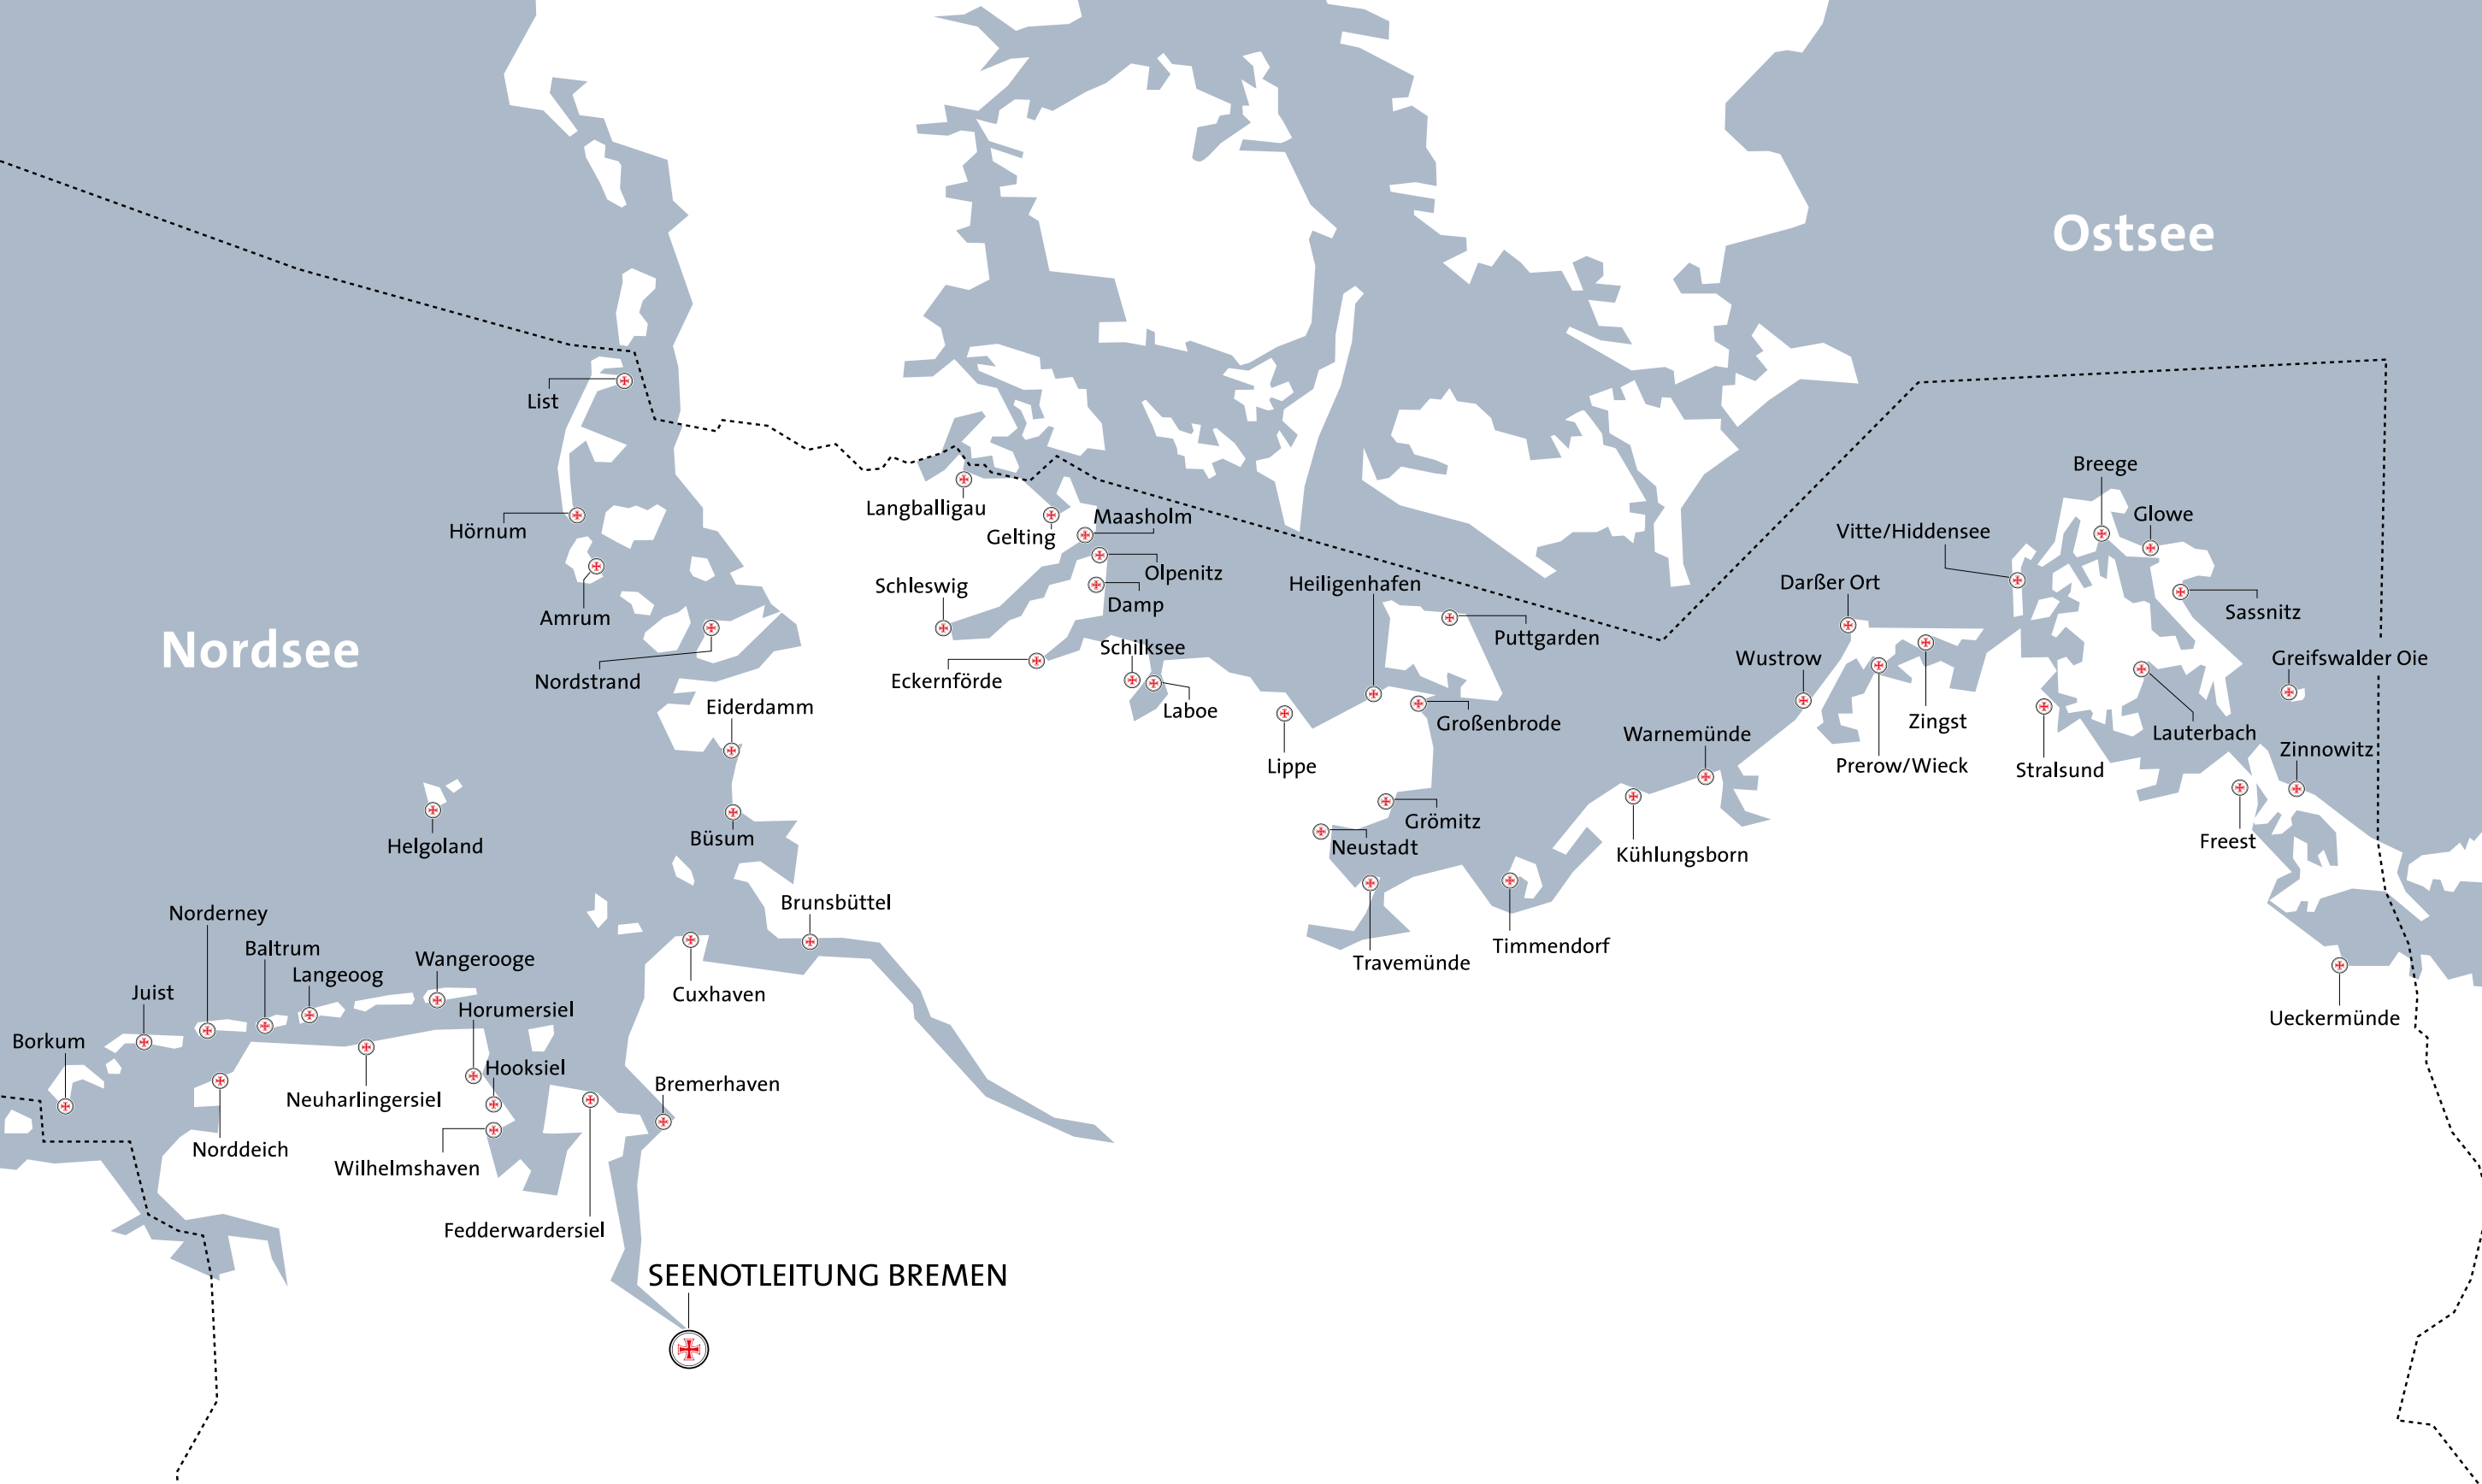 Ostsee
List
Breege
Langballigau
Maasholm
Glowe
Hörnum
Gelting
Vitte/Hiddensee
Olpenitz
Schleswig
Heiligenhafen
Darßer Ort
Damp
Sassnitz
Amrum
Puttgarden
Nordsee
Schilksee
Wustrow
Greifswalder Oie
Nordstrand
Eckernförde
Eiderdamm
Laboe
Großenbrode
Zingst
Warnemünde
Lauterbach
Zinnowitz
Lippe
Prerow/Wieck
Stralsund
Grömitz
Büsum
Freest
Helgoland
Neustadt
Kühlungsborn
Brunsbüttel
Norderney
Timmendorf
Baltrum
Wangerooge
Travemünde
Langeoog
Juist
Cuxhaven
Horumersiel
Ueckermünde
Borkum
Hooksiel
Bremerhaven
Neuharlingersiel
Norddeich
Wilhelmshaven
Fedderwardersiel
SEENOTLEITUNG BREMEN